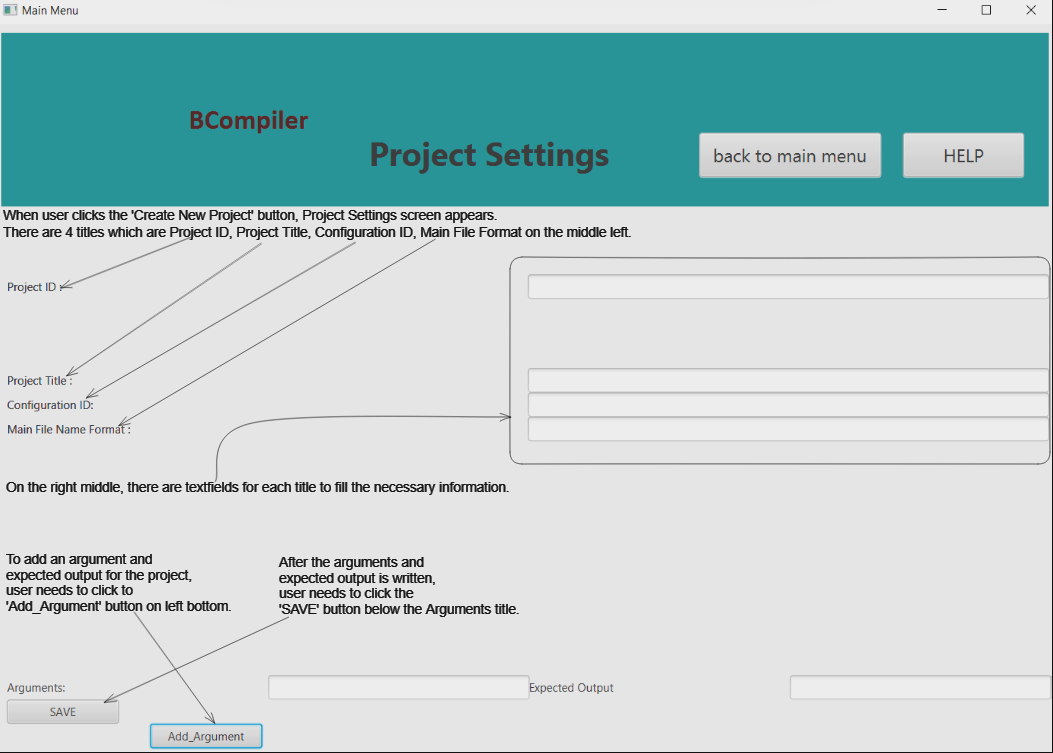 Main Menu
BCompiler
Project Settings
back to main menu
HELP
When user clicks the 'Create New Project' button, Project Settings screen appears.
There are 4 titles which are Project ID, Project Title, Configuration ID, Main File Format on the middle left.
Project ID :
Project Title :
Configuration ID:
Main File Name Format :
On the right middle, there are textfields for each title to fill the necessary information.
To add an argument and
expected output for the project,
user needs to click to
'Add_Argument' button on left bottom.
After the arguments and
expected output is written,
user needs to click the
'SAVE' button below the Arguments title.
Arguments:
Expected Output
SAVE
Add_Argument